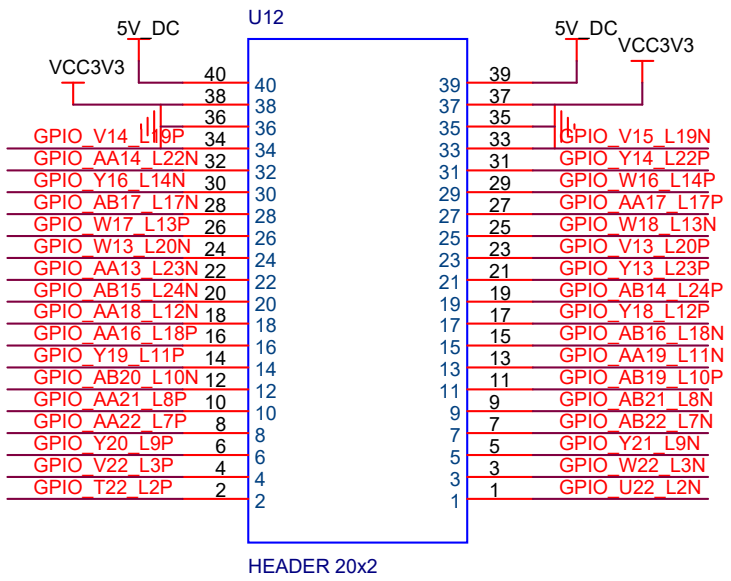 U12
5V_DC 5V_DC
VCC3V3 VCC3V3
40 40 39 39
38 38 37 37
36 36 35 35
GPIO_V14_L19P 34 34 33 33 GPIO_V15_L19N
GPIO_AA14_L22N 32 32 31 31 GPIO_Y14_L22P
GPIO_Y16_L14N 30 30 29 29 GPIO_W16_L14P
GPIO_AB17_L17N 28 28 27 27 GPIO_AA17_L17P
GPIO_W17_L13P 26 26 25 25 GPIO_W18_L13N
GPIO_W13_L20N 24 24 23 23 GPIO_V13_L20P
GPIO_AA13_L23N 22 22 21 21 GPIO_Y13_L23P
GPIO_AB15_L24N 20 20 19 19 GPIO_AB14_L24P
GPIO_AA18_L12N 18 18 17 17 GPIO_Y18_L12P
GPIO_AA16_L18P 16 16 15 15 GPIO_AB16_L18N
GPIO_Y19_L11P 14 14 13 13 GPIO_AA19_L11N
GPIO_AB20_L10N 12 12 11 11 GPIO_AB19_L10P
GPIO_AA21_L8P 10 10 9 9 GPIO_AB21_L8N
GPIO_AA22_L7P 8 8 7 7 GPIO_AB22_L7N
GPIO_Y20_L9P 6 6 5 5 GPIO_Y21_L9N
GPIO_V22_L3P 4 4 3 3 GPIO_W22_L3N
GPIO_T22_L2P 2 2 1 1 GPIO_U22_L2N
HEADER 20x2